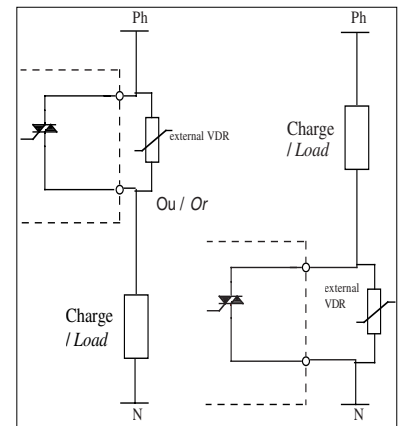 Ph
external VDR
Ou / Or
Charge
/ Load
N
Ph
Charge
/ Load
external
VDR
N